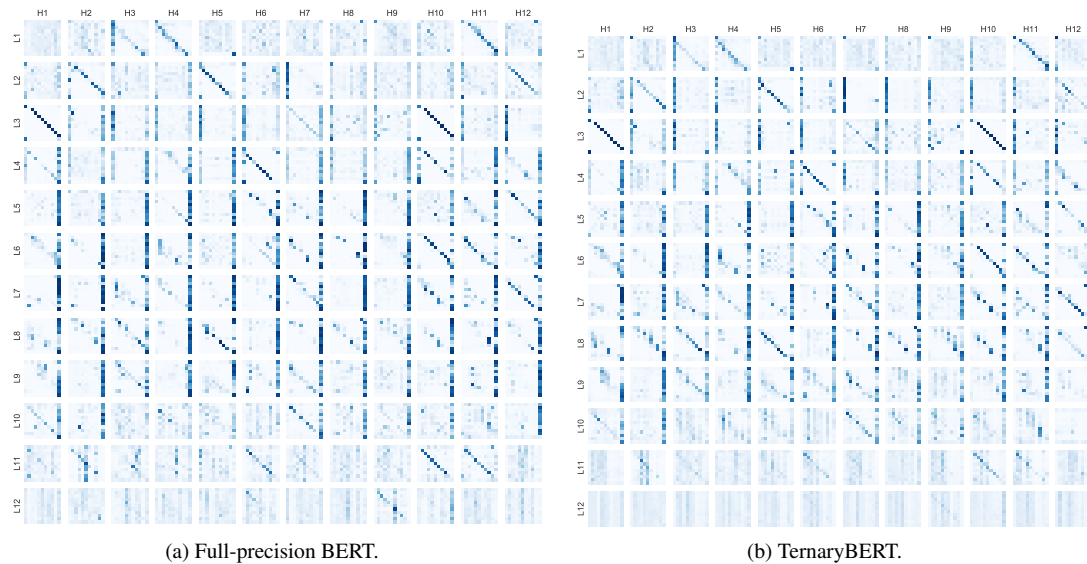 H1 H2 H3 H4 H5 H6 H7 H8 H9 H10 H11 H12
L1
L2
L3
L4
L5
L6
L7
L8
L9
L10
L11
L12
(a) Full-precision BERT.
H1 H2 H3 H4 H5 H6 H7 H8 H9 H10 H11 H12
L1
L2
L3
L4
L5
L6
L7
L8
L9
L10
L11
L12
(b) TernaryBERT.